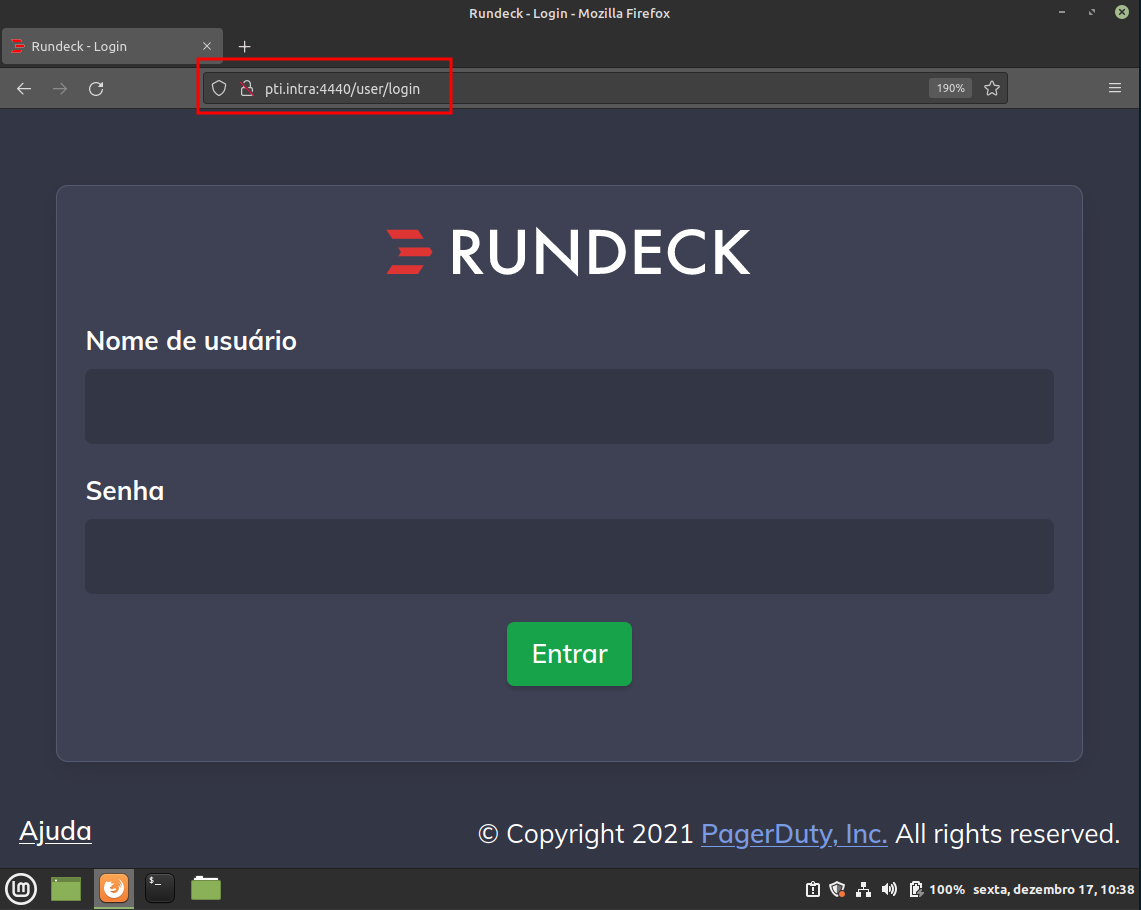 Rundeck - Login - Mozilla Firefox
Rundeck - Login
pti.intra:4440/user/login
190%
RUNDECK
Nome de usuário
Senha
Entrar
Ajuda
© Copyright 2021 PagerDuty, Inc. All rights reserved.
100% sexta, dezembro 17, 10:38